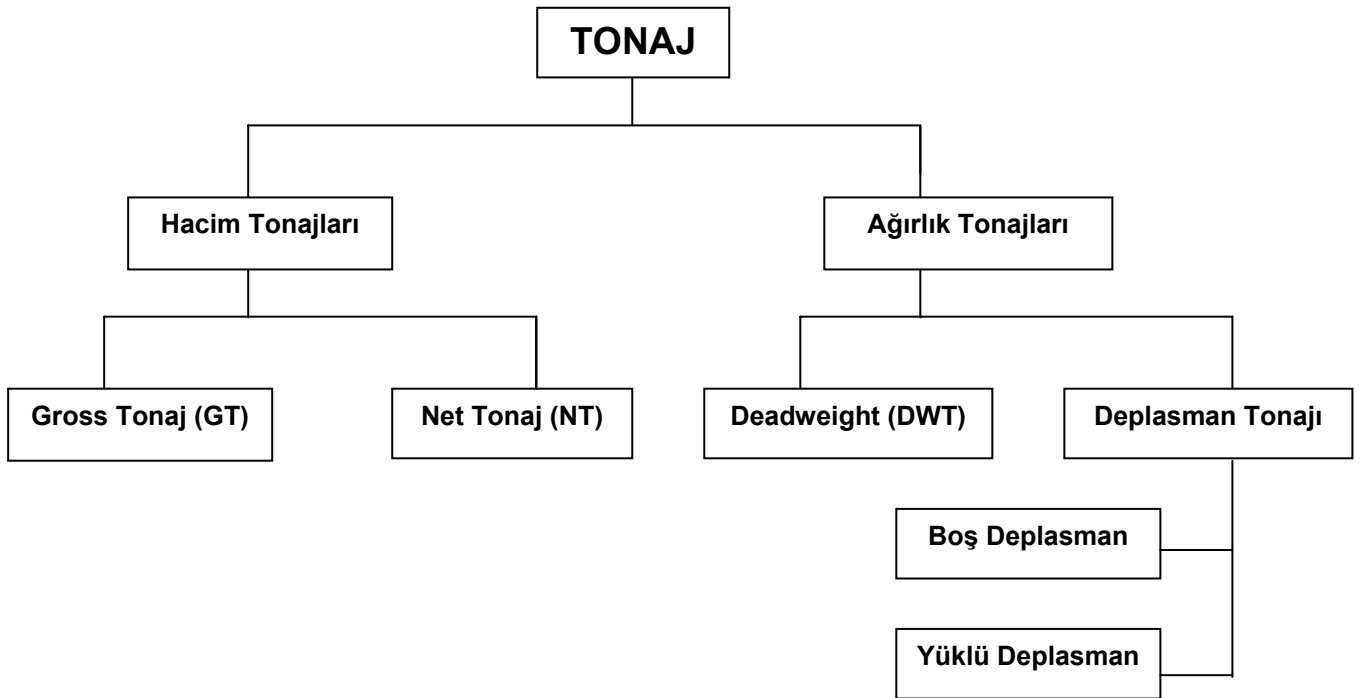 TONAJ
Hacim Tonajları
Ağırlık Tonajları
Gross Tonaj (GT)
Net Tonaj (NT)
Deadweight (DWT)
Deplasman Tonajı
Boş Deplasman
Yüklü Deplasman